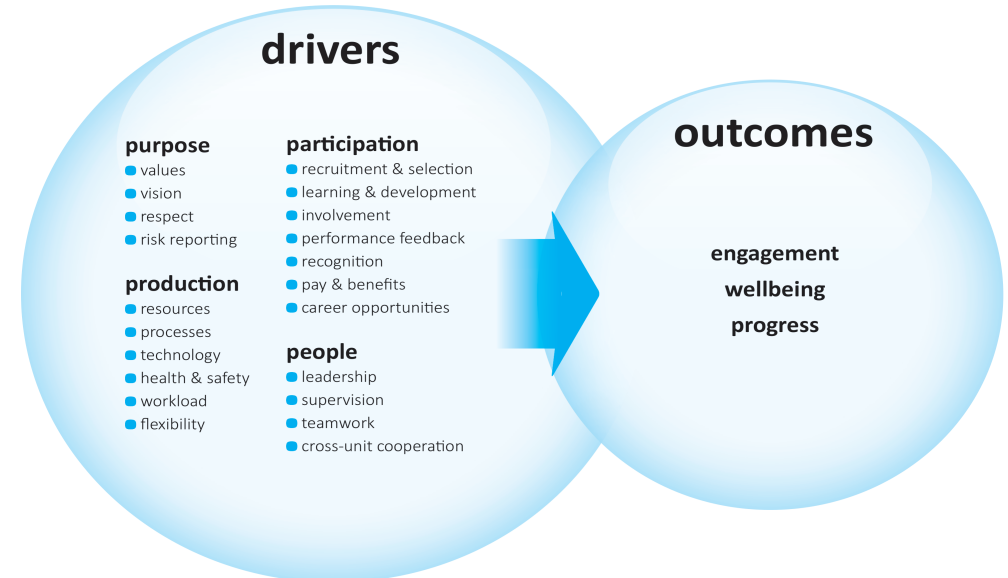 drivers
purpose
values
vision
respect
risk reporting
production
resources
processes
technology
health & safety
workload
flexibility
participation
recruitment & selection
learning & development
involvement
performance feedback
recognition
pay & benefits
career opportunities
people
leadership
supervision
teamwork
cross-unit cooperation
outcomes
engagement
wellbeing
progress